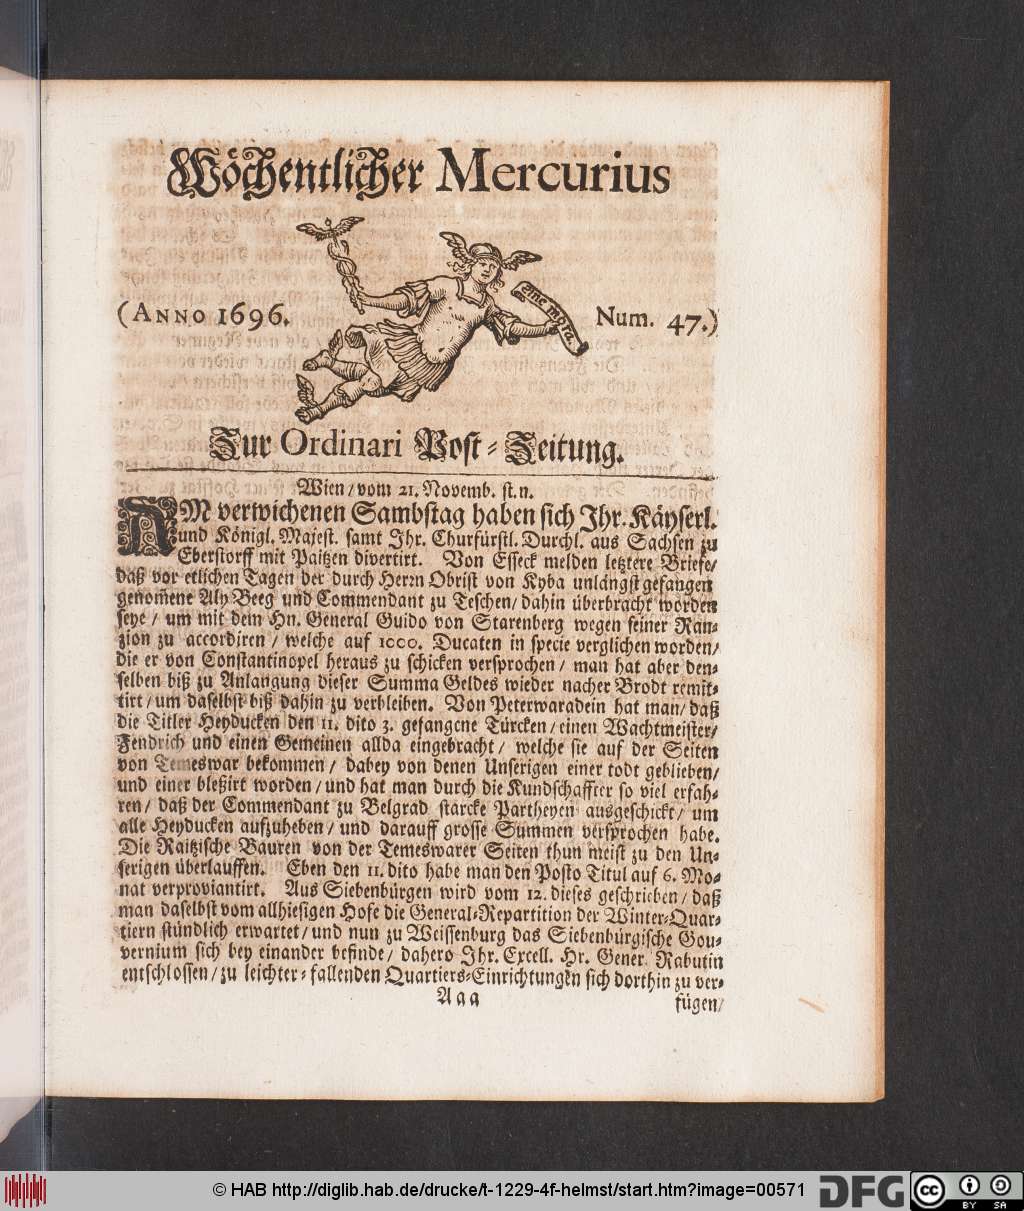 Wöchentlicher Mercurius
(ANNO 1696.
sine mora.
Num. 47.)
Zur Ordinari Post-Zeitung.
Wien/vom 21. Novemb. st. n.
AM verwichenen Sambstag haben sich Jhr. Käyserl.
und Königl. Majest. samt Jhr. Churfürstl. Durchl. aus Sachsen zu
Eberstorff mit Paitzen divertirt. Von Esseck melden letztere Briefe/
daß vor etlichen Tagen der durch Herrn Obrist von Kyba unlängst gefangen
genom̃ene Aly Beeg und Commendant zu Teschen/ dahin überbracht worden
seye/ um mit dem Hn. General Guido von Starenberg wegen seiner Ran-
zion zu accordiren/ welche auf 1000. Ducaten in specie verglichen worden/
die er von Constantinopel heraus zu schicken versprochen/ man hat aber den-
selben biß zu Anlangung dieser Summa Geldes wieder nacher Brodt remit-
tirt/ um daselbst biß dahin zu verbleiben. Von Peterwaradein hat man/ daß
die Titler Heyducken den 11. dito 3. gefangene Türcken/ einen Wachtmeister/
Fendrich und einen Gemeinen allda eingebracht/ welche sie auf der Seiten
von Temeswar bekommen/ dabey von denen Unserigen einer todt geblieben/
und einer bleßirt worden/ und hat man durch die Kundschaffter so viel erfah-
ren/ daß der Commendant zu Belgrad starcke Partheyen ausgeschickt/ um
alle Heyducken aufzuheben/ und darauff grosse Summen versprochen habe.
Die Raitzische Bauren von der Temeswarer Seiten thun meist zu den Un-
serigen überlauffen. Eben den 11. dito habe man den Posto Titul auf 6. Mo-
nat verproviantirt. Aus Siebenbürgen wird vom 12. dieses geschrieben/ daß
man daselbst vom allhiesigen Hofe die General-Repartition der Winter-Quar-
tiern stündlich erwartet/ und nun zu Weissenburg das Siebenbürgische Gou-
vernium sich bey einander befinde/ dahero Jhr. Excell. Hr. Gener. Rabutin
entschlossen/ zu leichter-fallenden Quartiers-Einrichtungen sich dorthin zu ver-
Aaa
fügen/
© HAB http://diglib.hab.de/drucke/t-1229-4f-helmst/start.htm?image=00571
DFG
cc BY SA